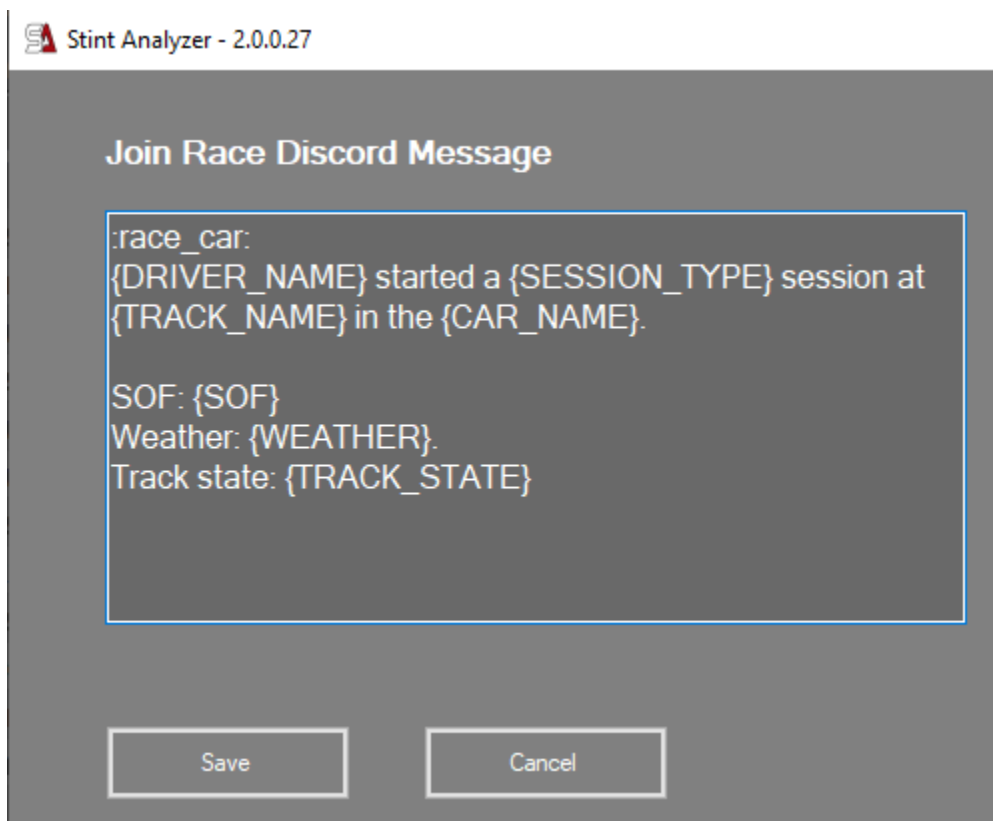 Stint Analyzer - 2.0.0.27
Join Race Discord Message
:race_car:
{DRIVER_NAME} started a {SESSION_TYPE} session at
{TRACK_NAME} in the {CAR_NAME}.
SOF: {SOF}
Weather: {WEATHER}.
Track state: {TRACK_STATE}
Save
Cancel